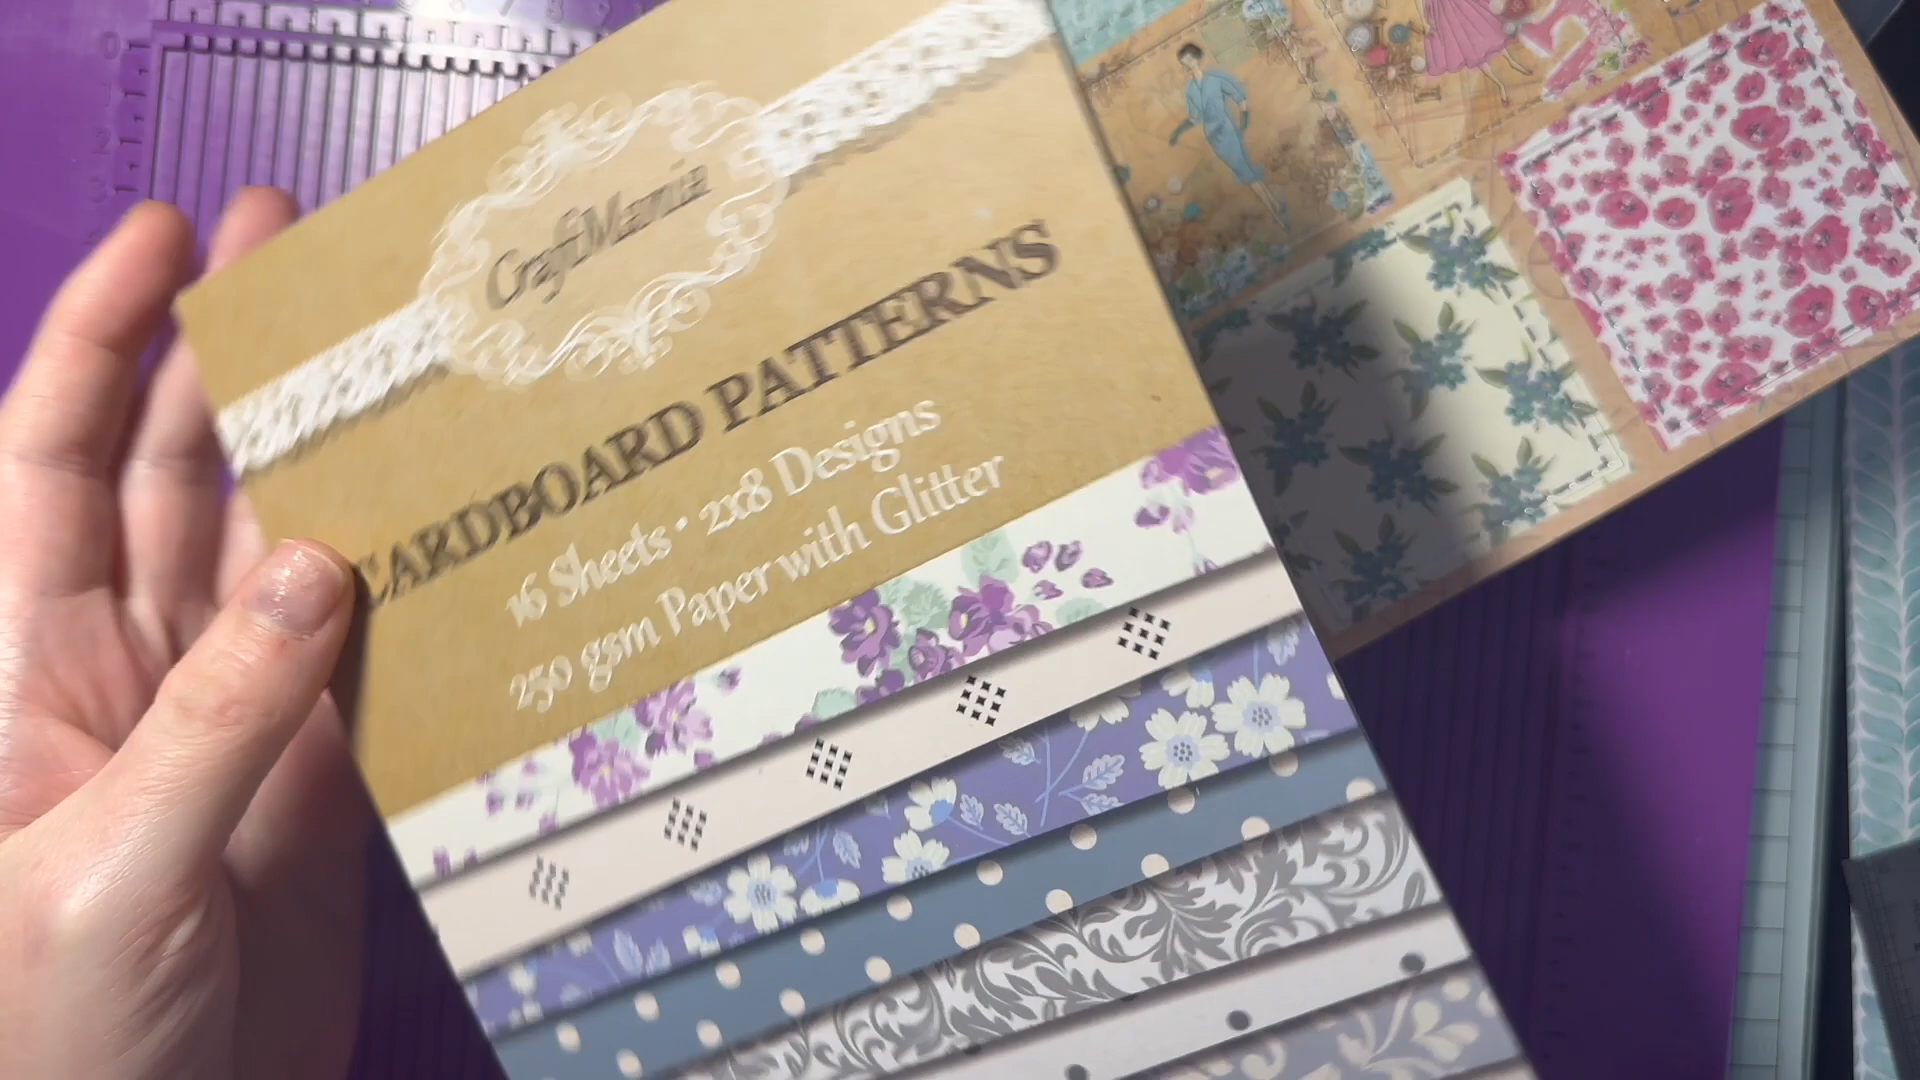 CraftMania
CARDBOARD PATTERNS
16 Sheets • 2x8 Designs
250 gsm Paper with Glitter